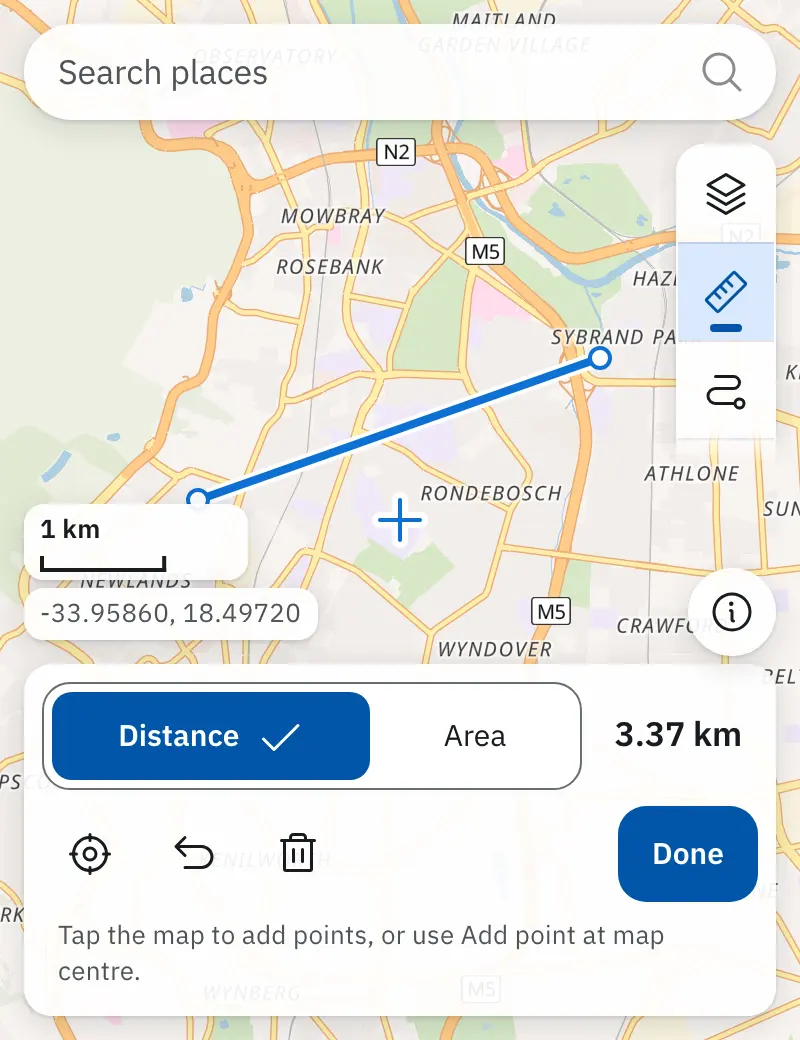 MAITLAND
GARDEN VILLAGE
OBSERVATORY
Search places
N2
MOWBRAY
N2
M5
ROSEBANK
SYBRAND
ATHLONE
RONDEBOSCH
1 km
NEWLANDS
-33.95860, 18.49720
M5
WYNDOVER
Distance
Area
3.37 km
KENILWORTH
Done
Tap the map to add points, or use Add point at map
centre.
WYNBERG
M5